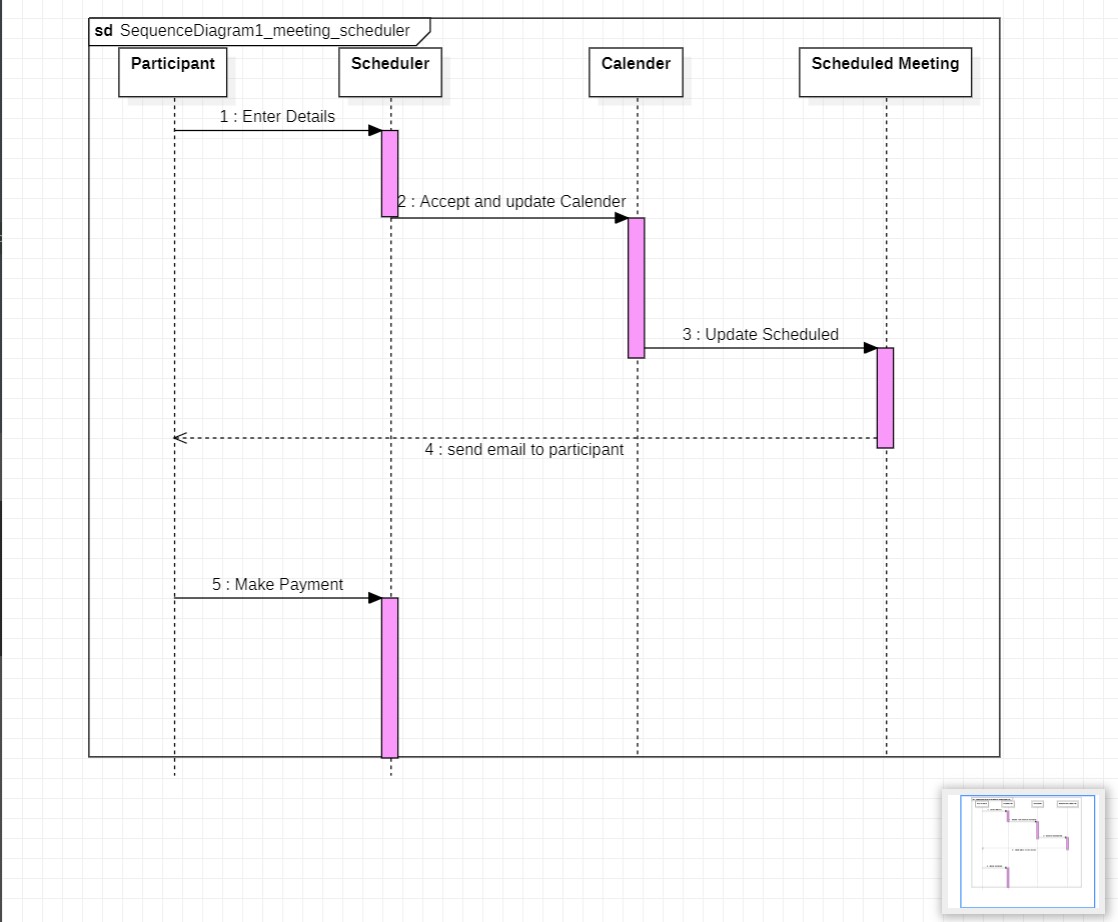 sd SequenceDiagram1_meeting_scheduler
Participant
Scheduler
Calender
Scheduled Meeting
1 : Enter Details
2 : Accept and update Calender
3 : Update Scheduled
4 : send email to participant
5 : Make Payment